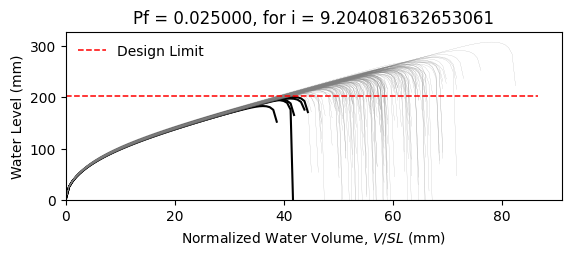 Pf = 0.025000, for i = 9.204081632653061
Water Level (mm)
300
200
100
0
Design Limit
0 20 40 60 80
Normalized Water Volume, V/SL (mm)